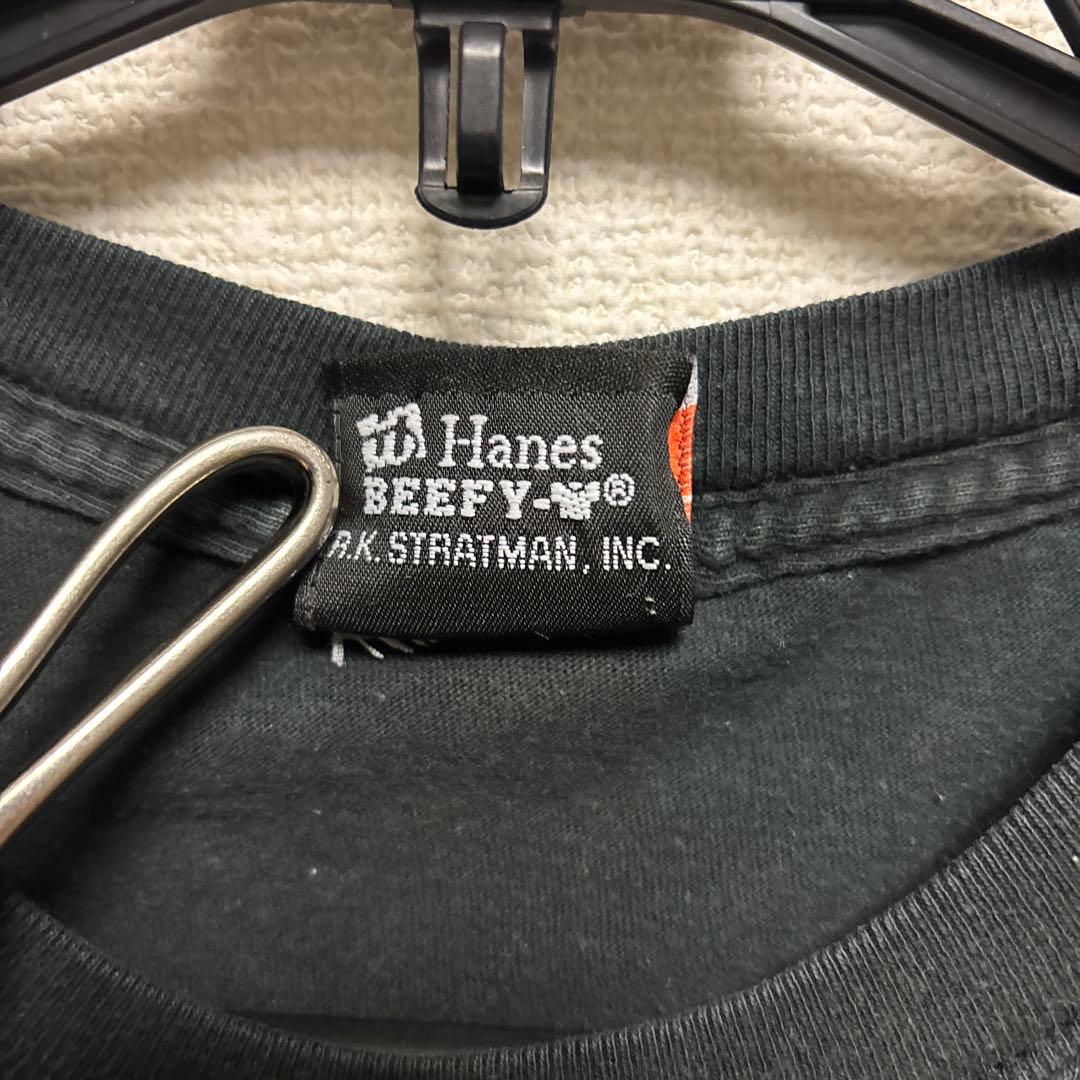 Hanes
BEEFY-®
R.K. STRATMAN, INC.